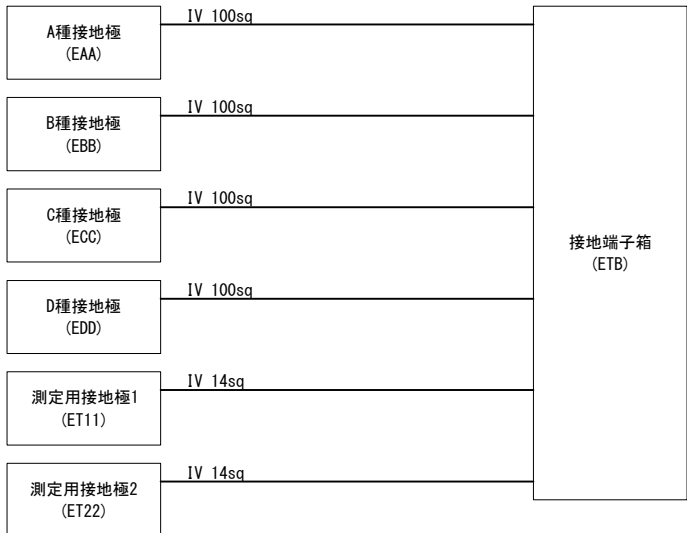 A種接地極
(EAA)
IV 100sq
B種接地極
(EBB)
IV 100sq
C種接地極
(ECC)
IV 100sq
D種接地極
(EDD)
IV 100sq
測定用接地極1
(ET11)
IV 14sq
測定用接地極2
(ET22)
IV 14sq
接地端子箱
(ETB)